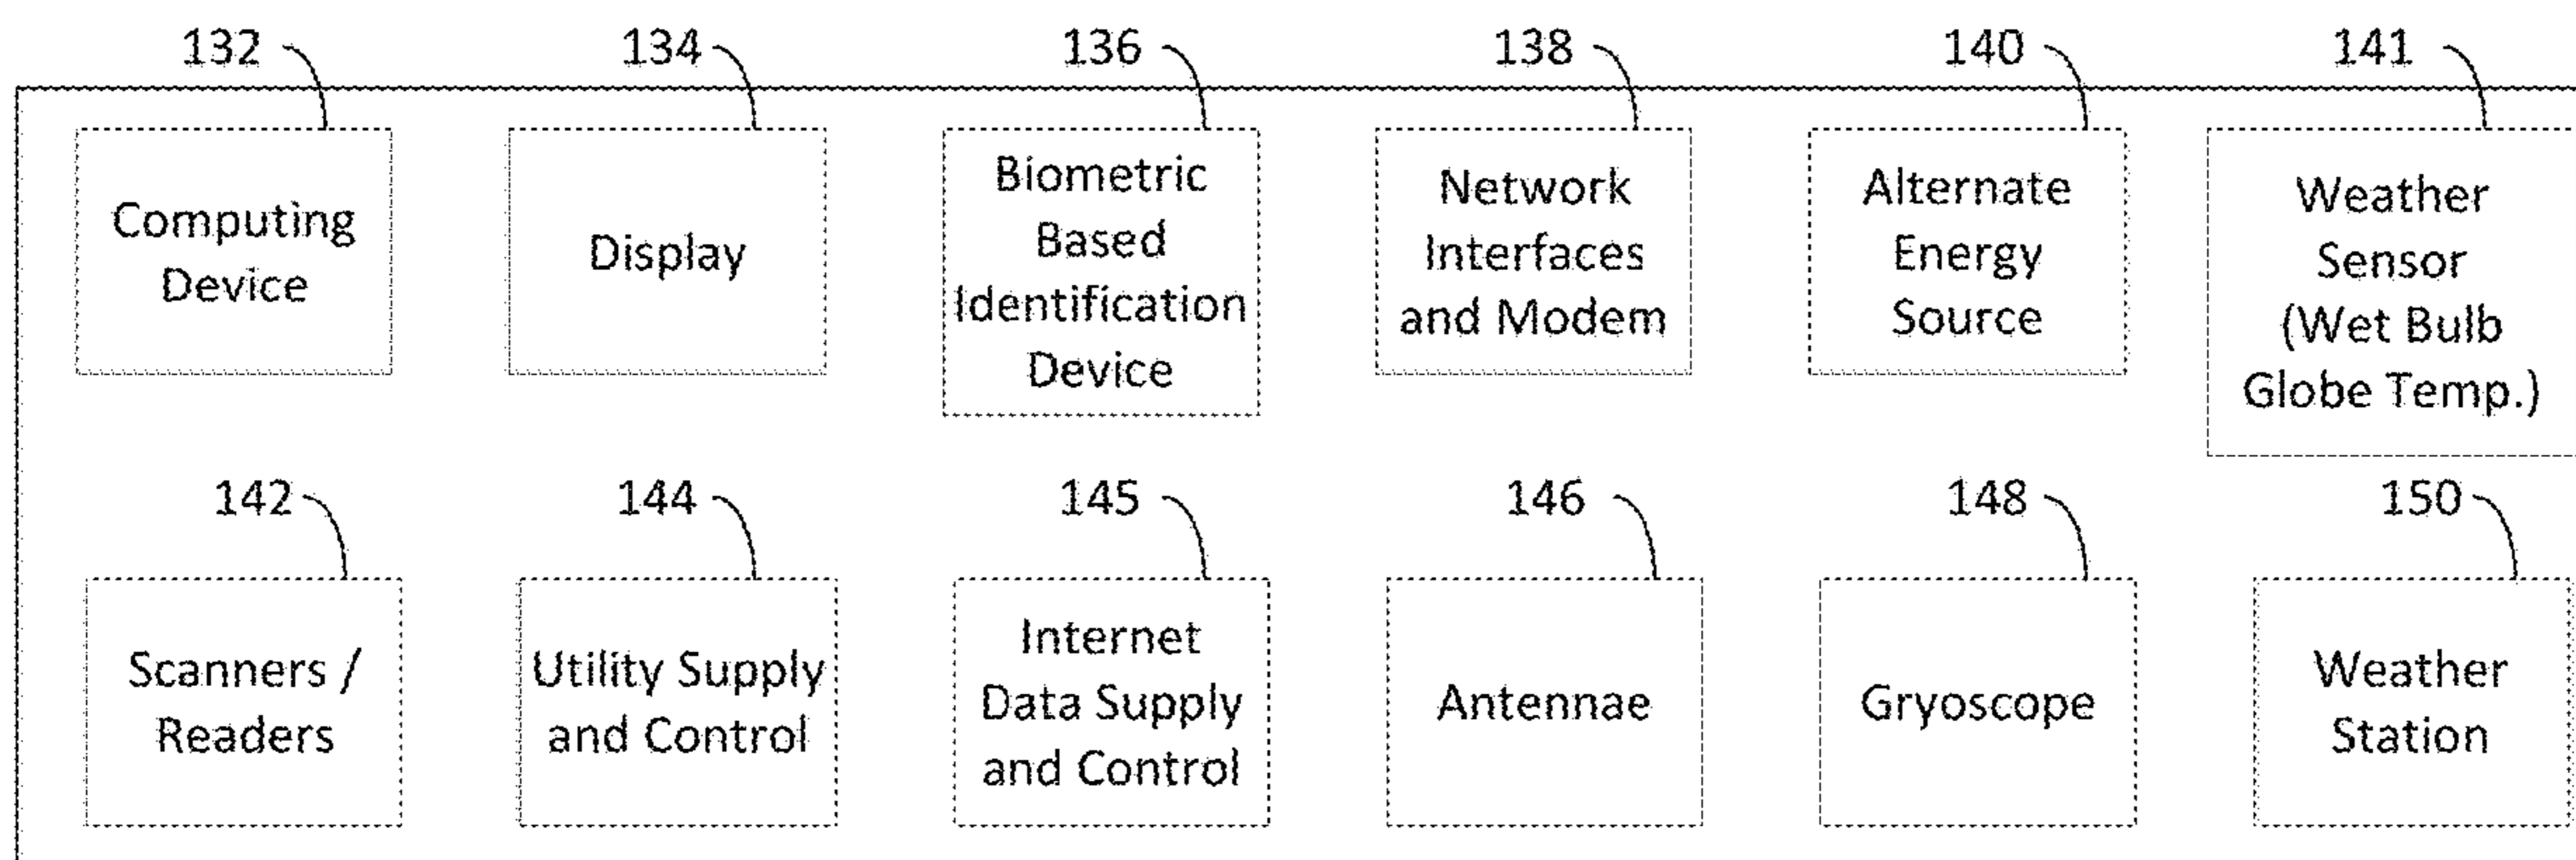 132 134 136 138 140 141
Computing
Device
Display
Biometric
Based
Identification
Device
Network
Interfaces
and Modem
Alternate
Energy
Source
Weather
Sensor
(Wet Bulb
Globe Temp.)
142 144 145 146 148 150
Scanners /
Readers
Utility Supply
and Control
Internet
Data Supply
and Control
Antennae
Gryoscope
Weather
Station